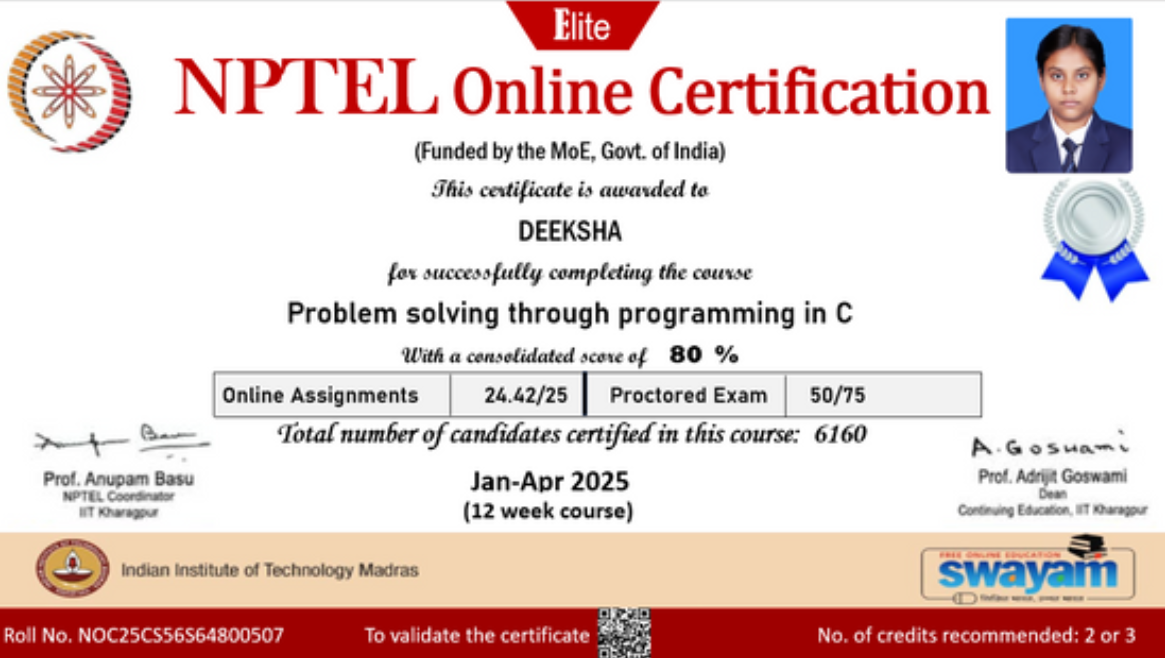 Elite
NPTEL Online Certification
(Funded by the MoE, Govt. of India)
This certificate is awarded to
DEEKSHA
for successfully completing the course
Problem solving through programming in C
With a consolidated score of 80 %
Online Assignments 24.42/25 Proctored Exam 50/75
Total number of candidates certified in this course: 6160
Prof. Anupam Basu
NPTEL Coordinator
IIT Kharagpur
Jan-Apr 2025
(12 week course)
A. Goswami
Prof. Adrijit Goswami
Dean
Continuing Education, IIT Kharagpur
Indian Institute of Technology Madras
FREE ONLINE EDUCATION
swayam
Roll No. NOC25CS56S64800507 To validate the certificate No. of credits recommended: 2 or 3